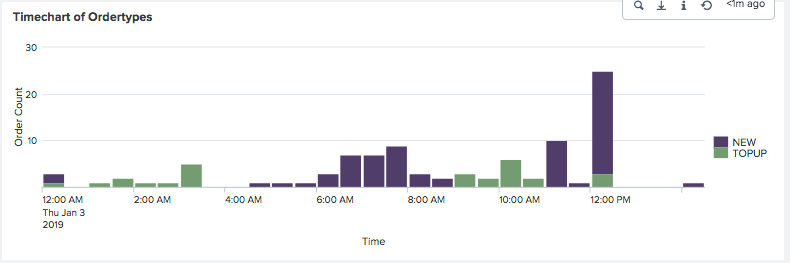 <1m ago
Timechart of Ordertypes
30
20
10
Order Count
NEW
TOPUP
12:00 AM
Thu Jan 3
2019
2:00 AM
4:00 AM
6:00 AM
8:00 AM
10:00 AM
12:00 PM
Time